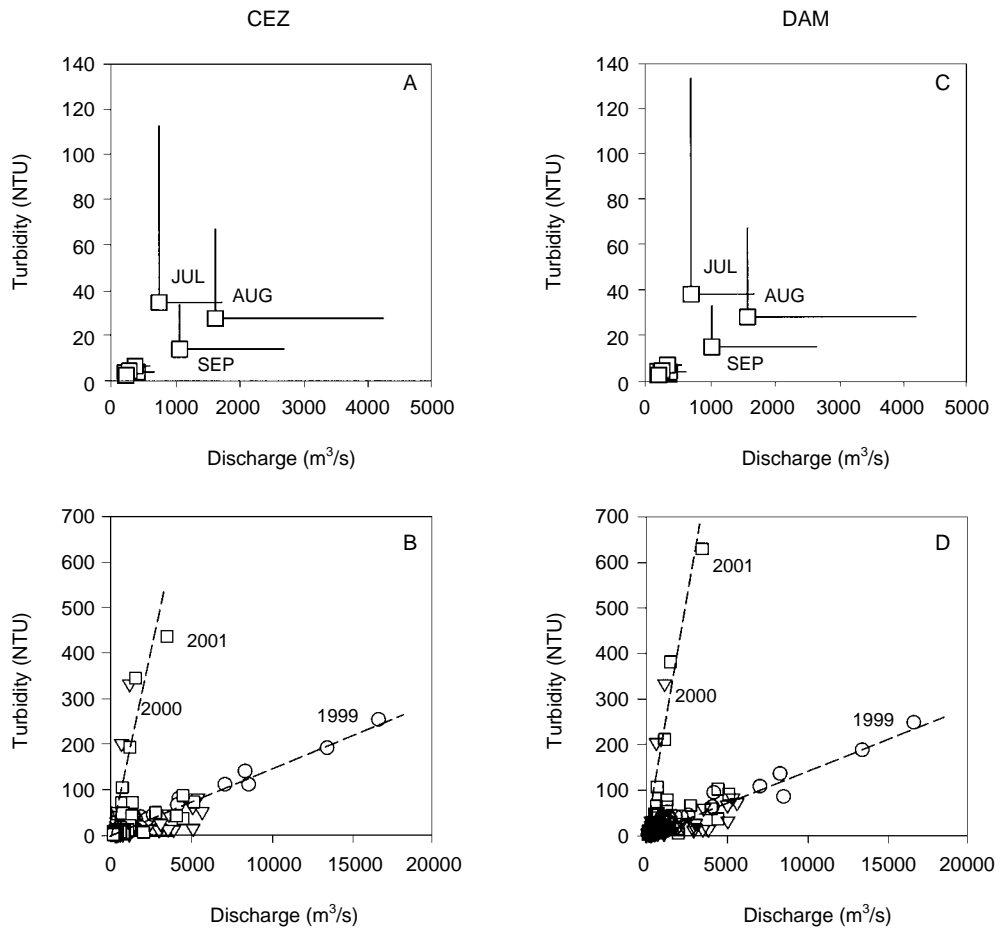 CEZ
DAM
140
120
100
80
60
40
20
0
Turbidity (NTU)
A
JUL
AUG
SEP
0 1000 2000 3000 4000 5000
Discharge (m³/s)
140
120
100
80
60
40
20
0
Turbidity (NTU)
C
JUL
AUG
SEP
0 1000 2000 3000 4000 5000
Discharge (m³/s)
700
600
500
400
300
200
100
0
Turbidity (NTU)
B
2001
2000
1999
0 5000 10000 15000 20000
Discharge (m³/s)
700
600
500
400
300
200
100
0
Turbidity (NTU)
D
2001
2000
1999
0 5000 10000 15000 20000
Discharge (m³/s)